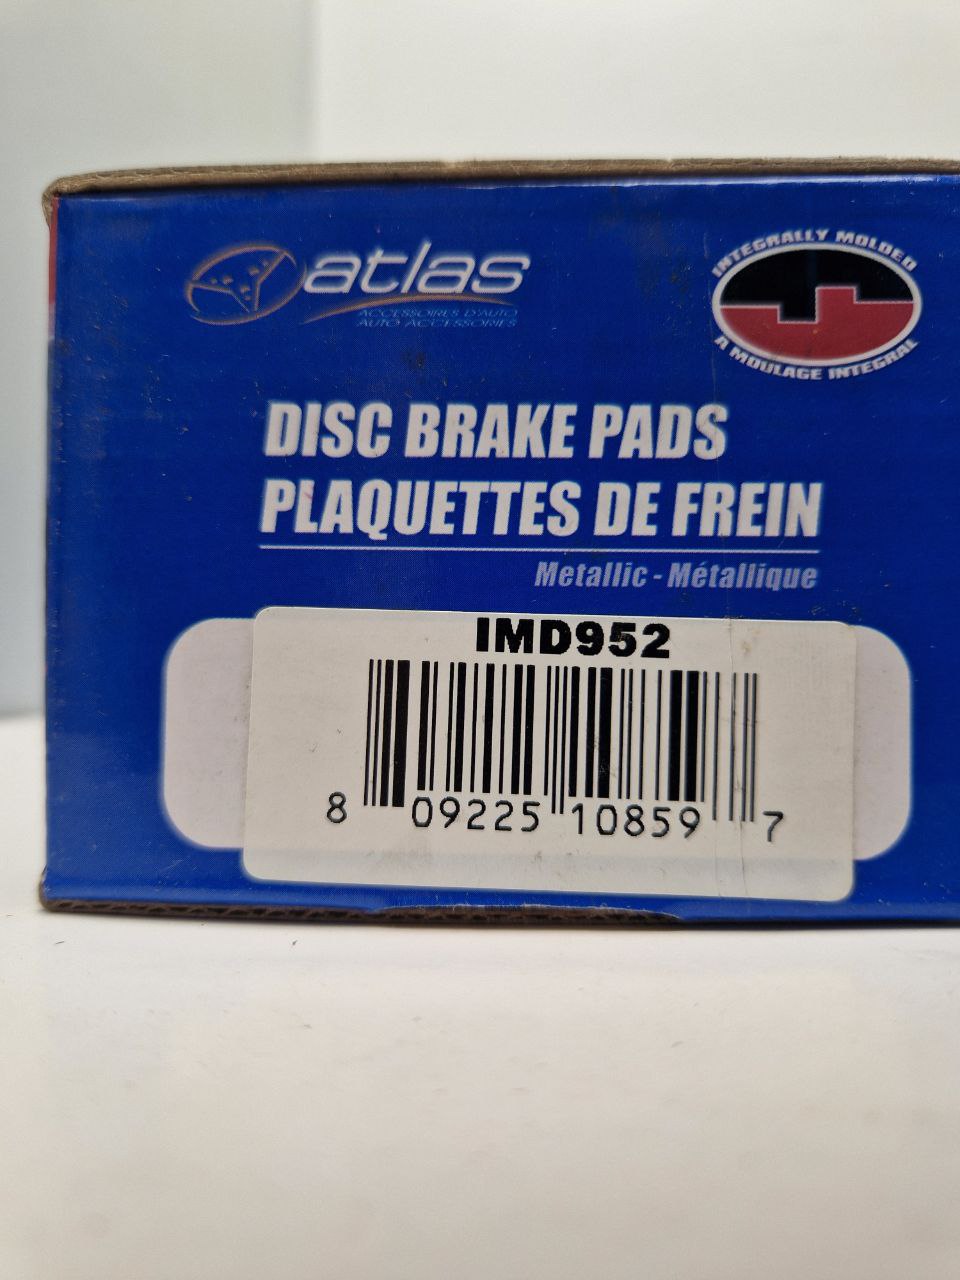 atlas
ACCESSOIRES D'AUTO
AUTO ACCESSORIES
INTEGRALLY MOLDED
A MOULAGE INTEGRAL
DISC BRAKE PADS
PLAQUETTES DE FREIN
Metallic - Métallique
IMD952
8 09225 10859 7